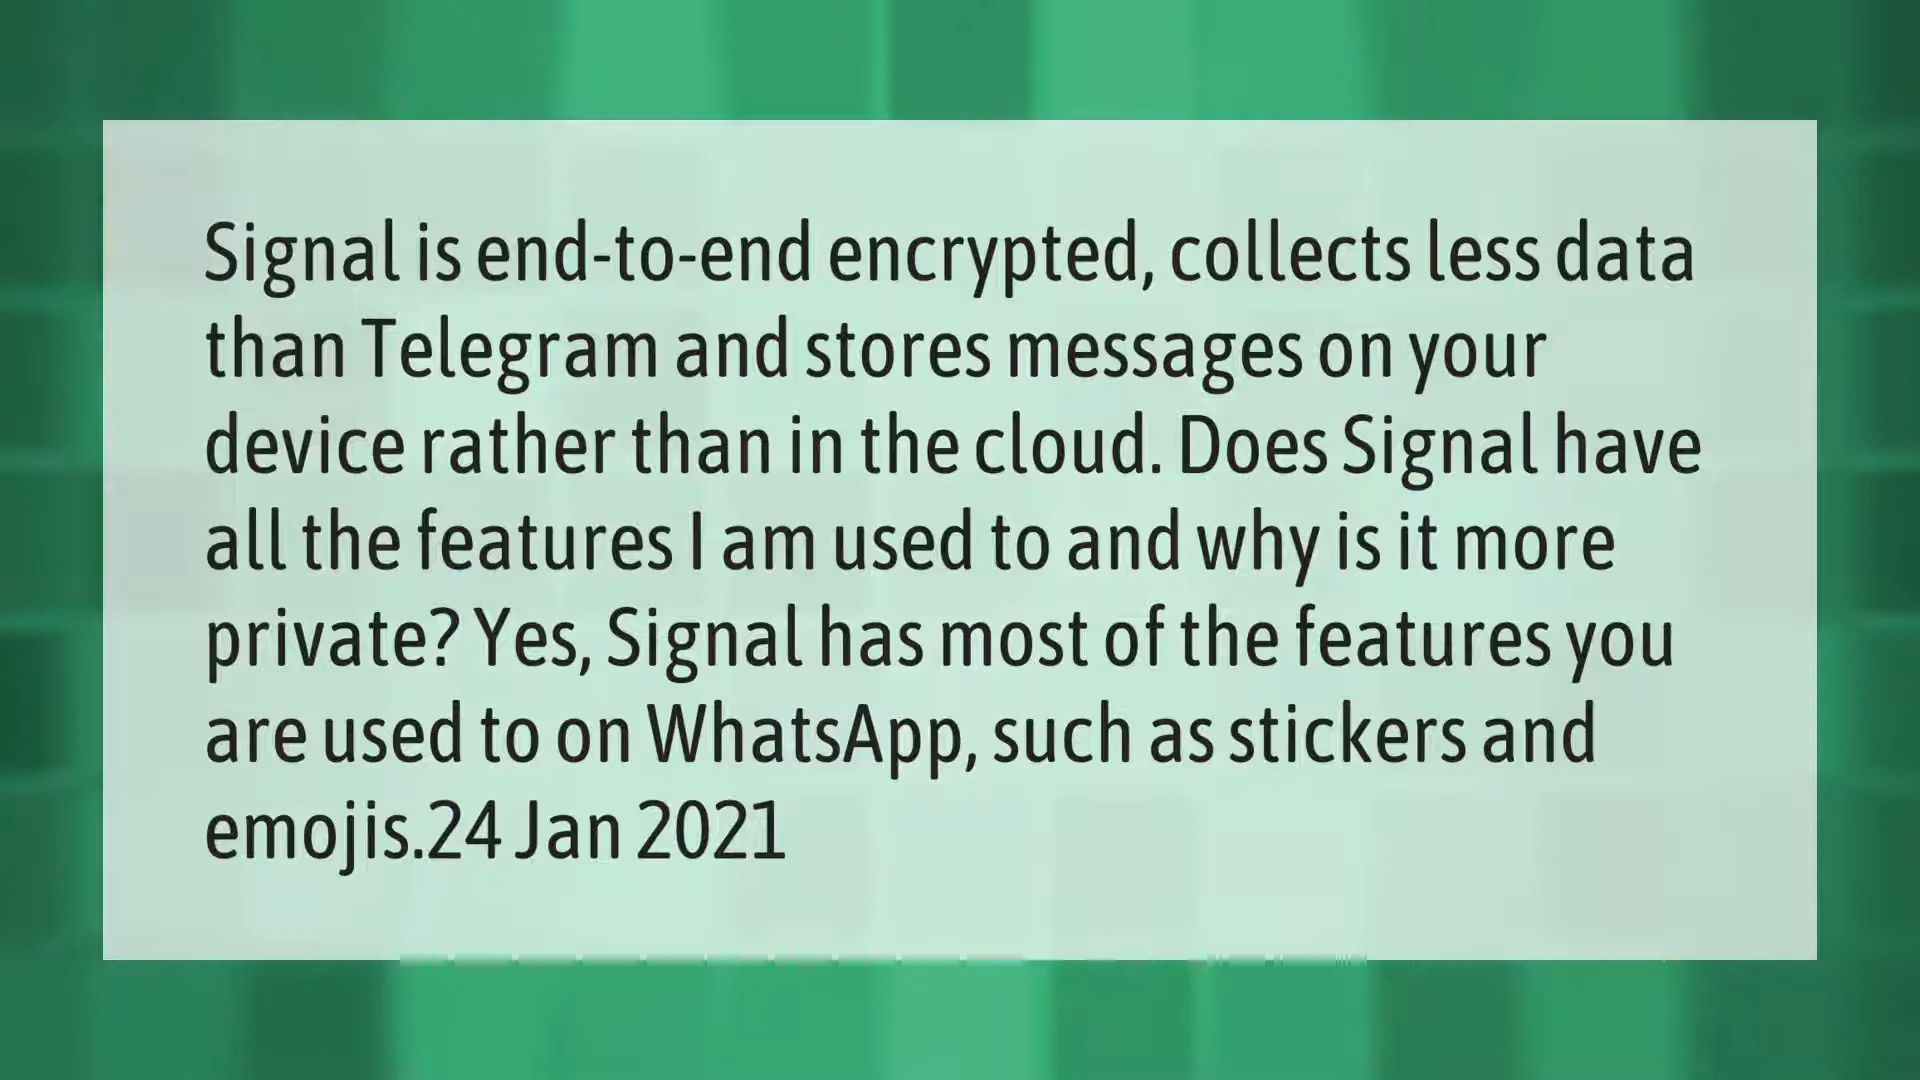 Signal is end-to-end encrypted, collects less data
than Telegram and stores messages on your
device rather than in the cloud. Does Signal have
all the features I am used to and why is it more
private? Yes, Signal has most of the features you
are used to on WhatsApp, such as stickers and
emojis.24 Jan 2021